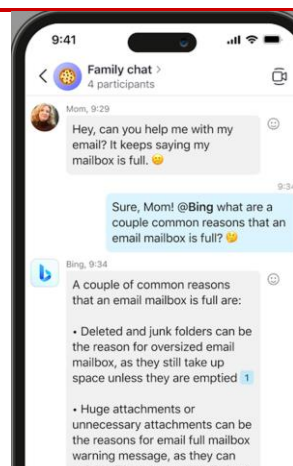 9:41
Family chat >
4 participants
Mom, 9:29
Hey, can you help me with my
email? It keeps saying my
mailbox is full. 😕
9:34
Sure, Mom! @Bing what are a
couple common reasons that an
email mailbox is full? 🤔
Bing, 9:34
A couple of common reasons
that an email mailbox is full are:
• Deleted and junk folders can be
the reason for oversized email
mailbox, as they still take up
space unless they are emptied 1
• Huge attachments or
unnecessary attachments can be
the reasons for email full mailbox
warning message, as they can